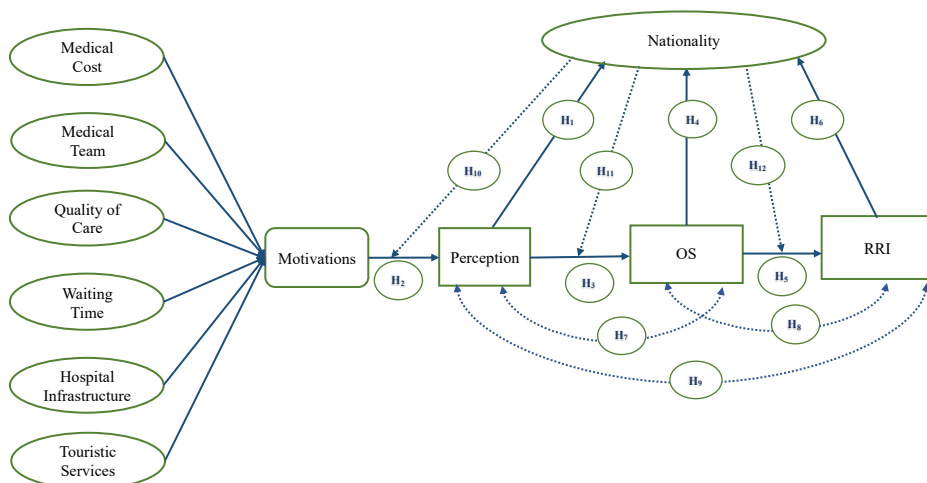 Medical
Cost
Medical
Team
Quality of
Care
Waiting
Time
Hospital
Infrastructure
Touristic
Services
Motivations
Perception
OS
RRI
Nationality
H₁
H₄
H₆
H₁₀
H₁₁
H₁₂
H₂
H₃
H₅
H₇
H₈
H₉